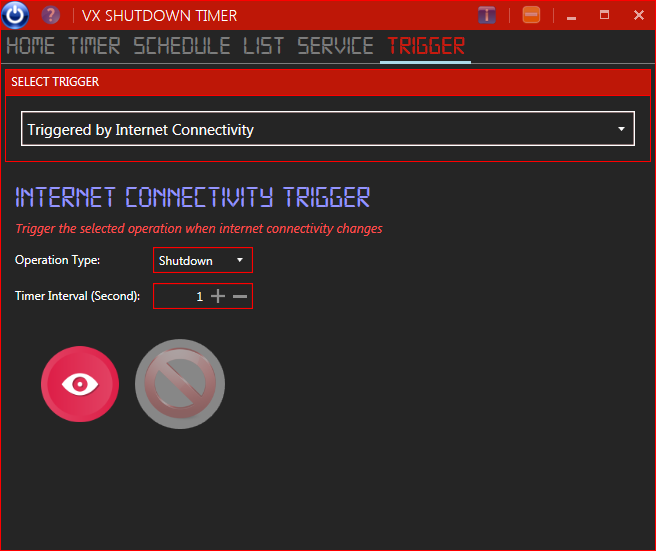 VX SHUTDOWN TIMER
HOME TIMER SCHEDULE LIST SERVICE TRIGGER
SELECT TRIGGER
Triggered by Internet Connectivity
INTERNET CONNECTIVITY TRIGGER
Trigger the selected operation when internet connectivity changes
Operation Type: Shutdown
Timer Interval (Second): 1